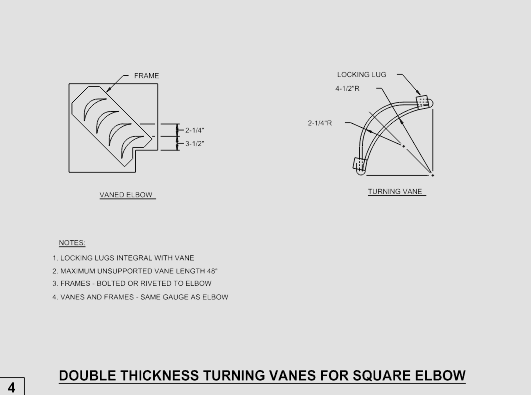 FRAME
2-1/4"
3-1/2"
VANED ELBOW
LOCKING LUG
4-1/2"R
2-1/4"R
TURNING VANE
NOTES:
1. LOCKING LUGS INTEGRAL WITH VANE
2. MAXIMUM UNSUPPORTED VANE LENGTH 48"
3. FRAMES - BOLTED OR RIVETED TO ELBOW
4. VANES AND FRAMES - SAME GAUGE AS ELBOW
DOUBLE THICKNESS TURNING VANES FOR SQUARE ELBOW
4